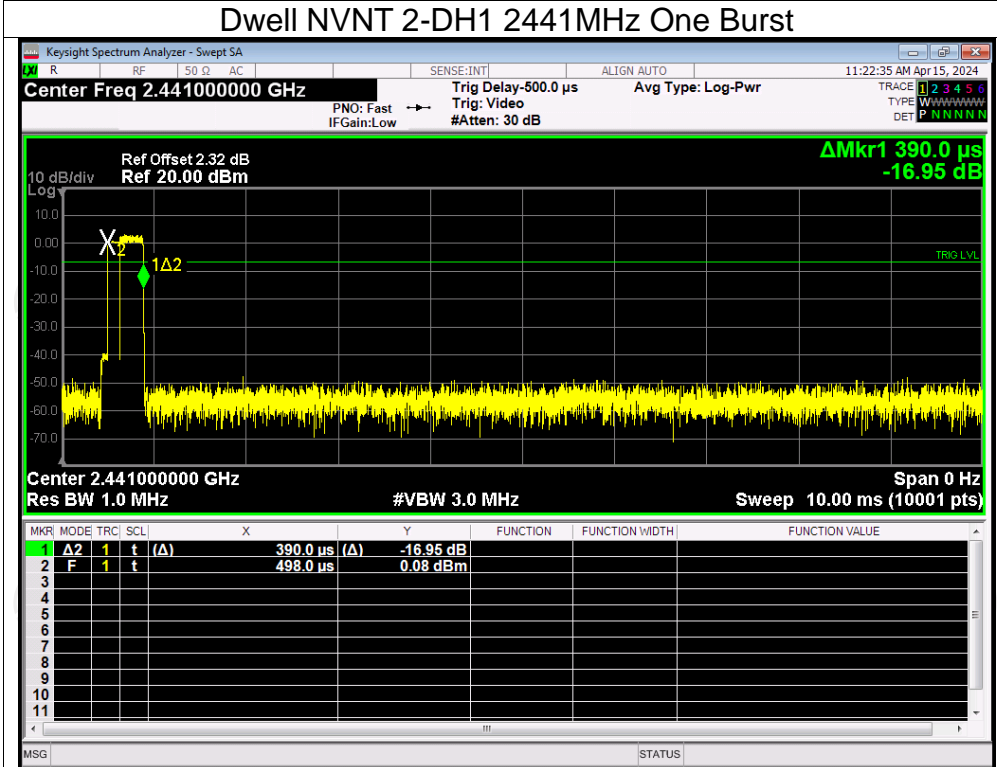 Dwell NVNT 2-DH1 2441MHz One Burst
Keysight Spectrum Analyzer - Swept SA
LXI R RF 50 Ω AC SENSE:INT ALIGN AUTO 11:22:35 AM Apr 15, 2024
Center Freq 2.441000000 GHz Trig Delay-500.0 µs Avg Type: Log-Pwr TRACE 1 2 3 4 5 6
PNO: Fast Trig: Video TYPE WWWWWW
IFGain:Low #Atten: 30 dB DET P N N N N N
ΔMkr1 390.0 µs
-16.95 dB
Ref Offset 2.32 dB
10 dB/div Ref 20.00 dBm
Log
10.0
0.00
2
1Δ2
TRIG LVL
-10.0
-20.0
-30.0
-40.0
-50.0
-60.0
-70.0
Center 2.441000000 GHz Span 0 Hz
Res BW 1.0 MHz #VBW 3.0 MHz Sweep 10.00 ms (10001 pts)
MKR MODE TRC SCL X Y FUNCTION FUNCTION WIDTH FUNCTION VALUE
1 Δ2 1 t (Δ) 390.0 µs (Δ) -16.95 dB
2 F 1 t 498.0 µs 0.08 dBm
3
4
5
6
7
8
9
10
11
MSG STATUS